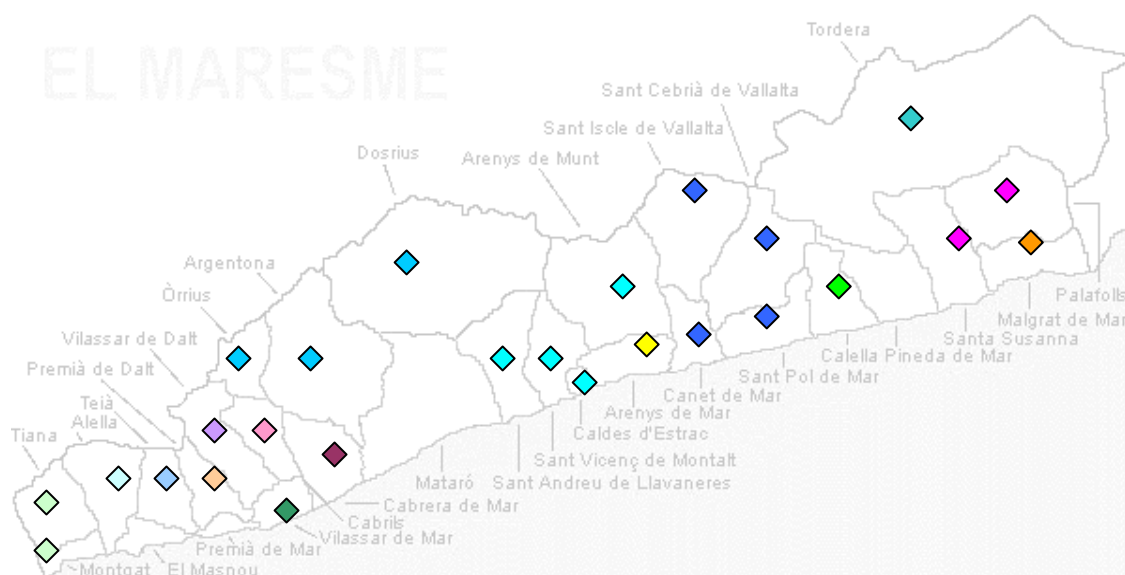 Tordera
EL MARESME
Sant Cebrià de Vallalta
Sant Iscle de Vallalta
Dosrius
Arenys de Munt
Argentona
Òrrius
Vilassar de Dalt
Premià de Dalt
Teià
Alella
Tiana
Palafolls
Malgrat de Mar
Santa Susanna
Calella
Pineda de Mar
Sant Pol de Mar
Canet de Mar
Arenys de Mar
Caldes d'Estrac
Sant Vicenç de Montalt
Mataró
Sant Andreu de Llavaneres
Cabrera de Mar
Cabrils
Vilassar de Mar
Premià de Mar
El Masnou
Montgat